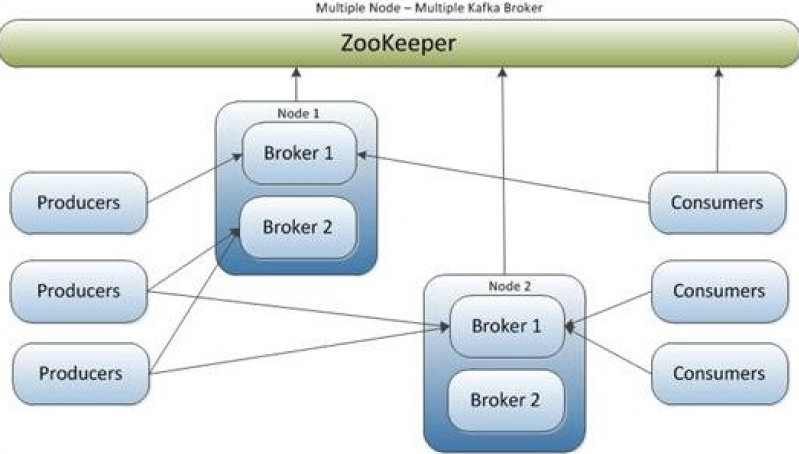 Multiple Node – Multiple Kafka Broker
ZooKeeper
Node 1
Broker 1
Broker 2
Producers
Producers
Producers
Node 2
Broker 1
Broker 2
Consumers
Consumers
Consumers